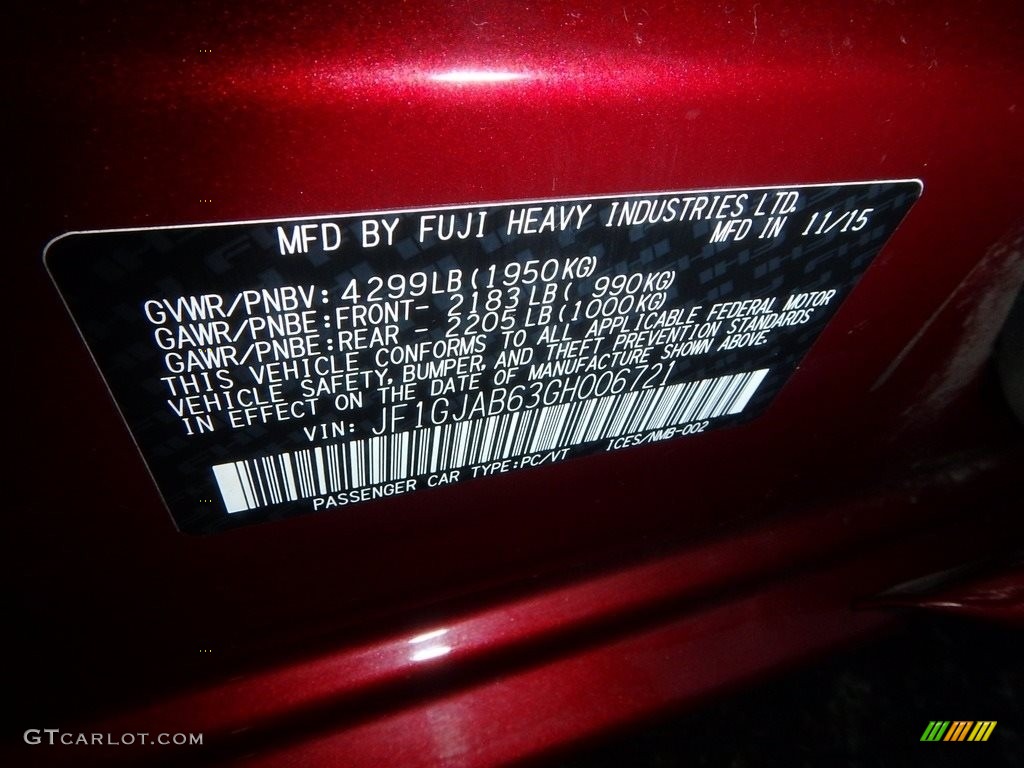 MFD BY FUJI HEAVY INDUSTRIES LTD.
MFD IN 11/15
GVWR/PNBV: 4299LB(1950KG)
GAWR/PNBE:FRONT- 2183LB( 990KG)
GAWR/PNBE:REAR - 2205LB(1000KG)
THIS VEHICLE CONFORMS TO ALL APPLICABLE FEDERAL MOTOR
VEHICLE SAFETY, BUMPER, AND THEFT PREVENTION STANDARDS
IN EFFECT ON THE DATE OF MANUFACTURE SHOWN ABOVE.
VIN: JF1GJAB63GH006721
PASSENGER CAR TYPE:PC/VT ICES/NMB-002
GTCARLOT.COM